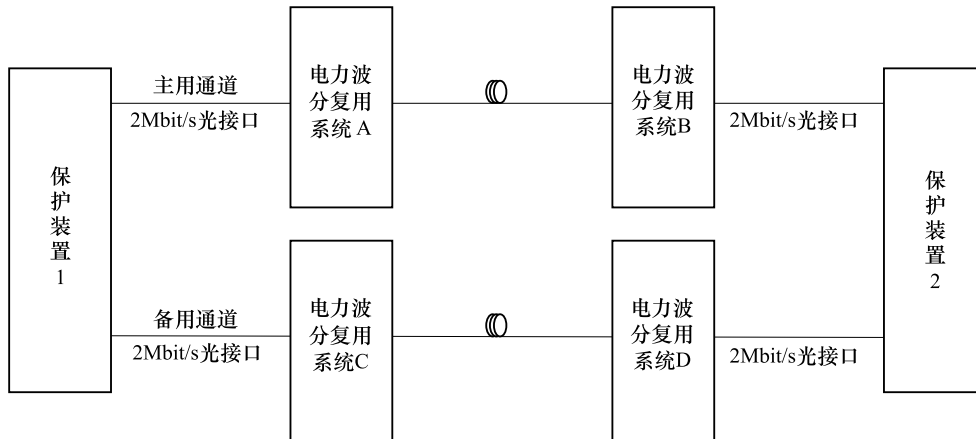 保
护
装
置
1
主用通道
2Mbit/s光接口
电力波
分复用
系统 A
电力波
分复用
系统B
2Mbit/s光接口
保
护
装
置
2
备用通道
2Mbit/s光接口
电力波
分复用
系统C
电力波
分复用
系统D
2Mbit/s光接口